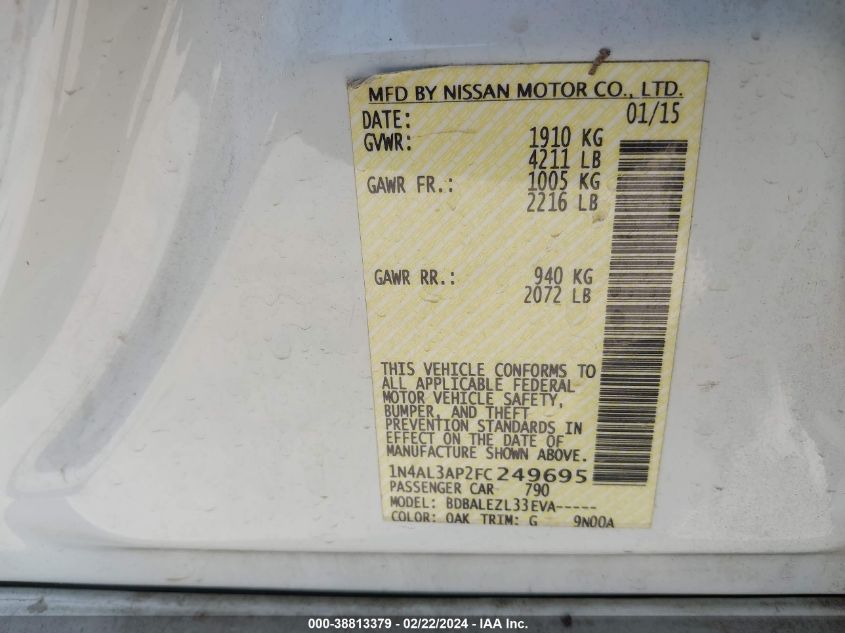 MFD BY NISSAN MOTOR CO., LTD.
DATE: 01/15
GVWR: 1910 KG
4211 LB
GAWR FR.: 1005 KG
2216 LB
GAWR RR.: 940 KG
2072 LB
THIS VEHICLE CONFORMS TO
ALL APPLICABLE FEDERAL
MOTOR VEHICLE SAFETY,
BUMPER, AND THEFT
PREVENTION STANDARDS IN
EFFECT ON THE DATE OF
MANUFACTURE SHOWN ABOVE.
1N4AL3AP2FC249695
PASSENGER CAR 790
MODEL: BDBALEZL33EVA-----
COLOR: QAK TRIM: G 9N00A
000-38813379 - 02/22/2024 - IAA Inc.